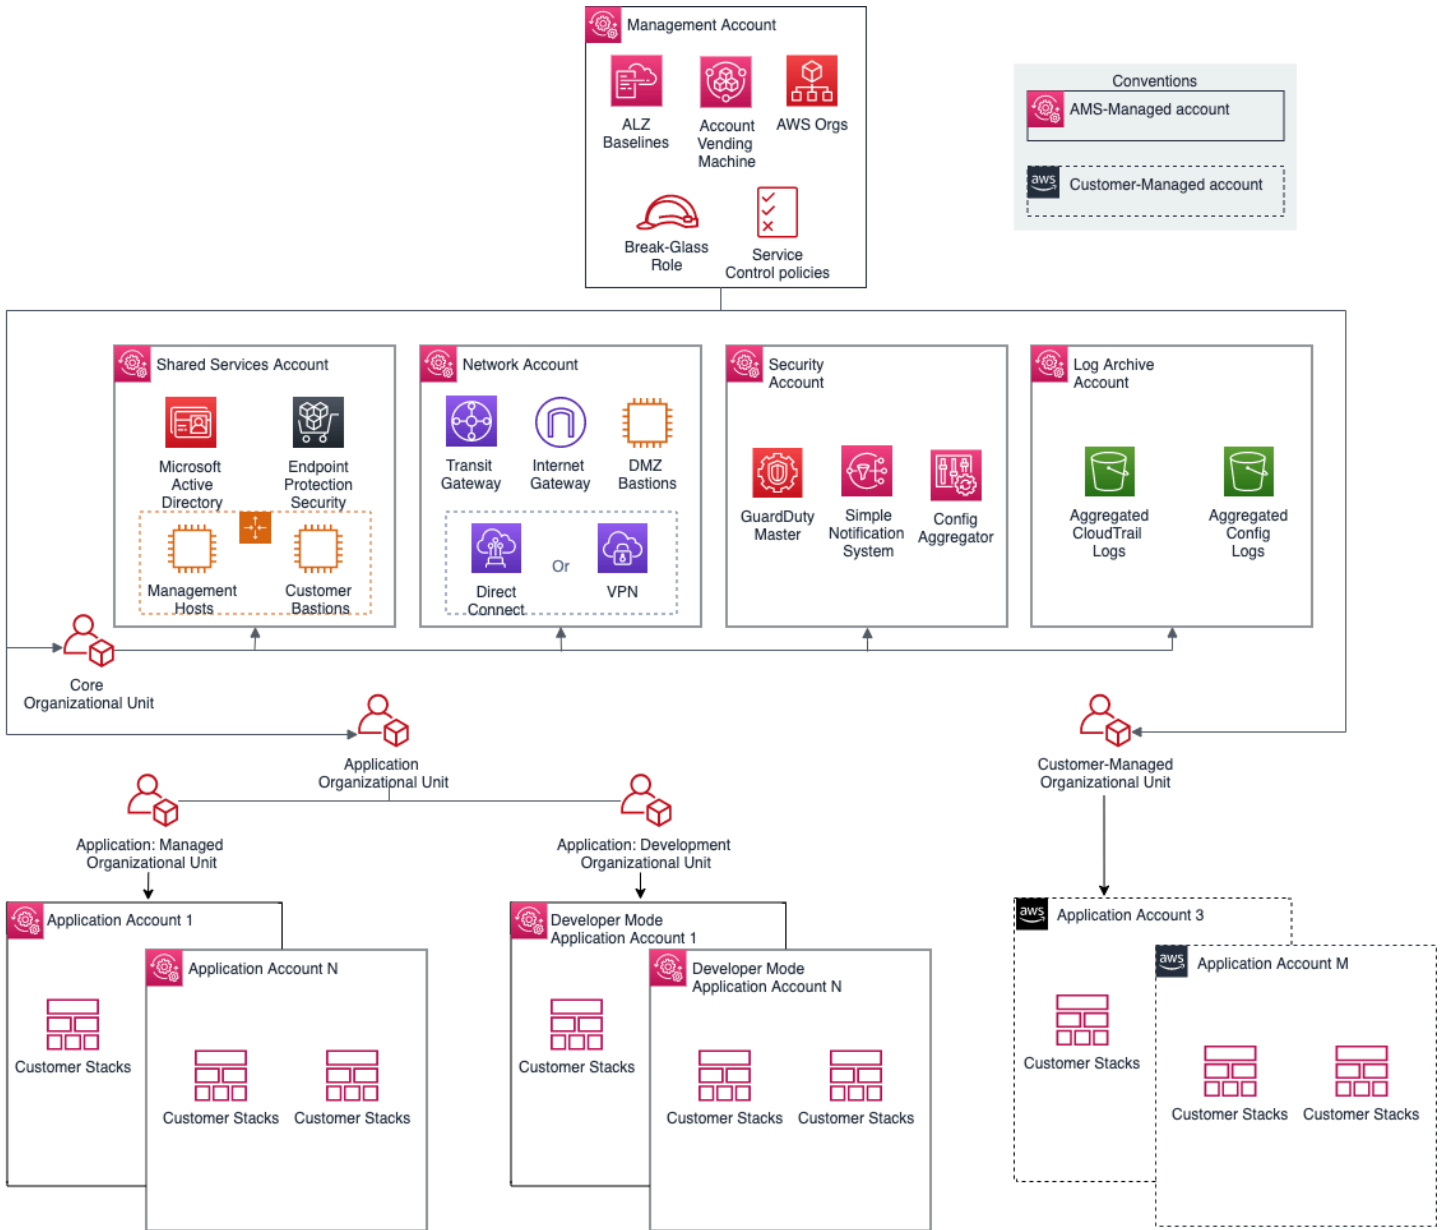 Management Account
ALZ
Baselines
Account
Vending
Machine
AWS Orgs
Break-Glass
Role
Service
Control policies
Conventions
AMS-Managed account
aws
Customer-Managed account
Shared Services Account
Microsoft
Active
Directory
Endpoint
Protection
Security
Management
Hosts
Customer
Bastions
Network Account
Transit
Gateway
Internet
Gateway
DMZ
Bastions
Direct
Connect
Or
VPN
Security
Account
GuardDuty
Master
Simple
Notification
System
Config
Aggregator
Log Archive
Account
Aggregated
CloudTrail
Logs
Aggregated
Config
Logs
Core
Organizational Unit
Application
Organizational Unit
Customer-Managed
Organizational Unit
Application: Managed
Organizational Unit
Application: Development
Organizational Unit
Application Account 1
Customer Stacks
Application Account N
Customer Stacks
Customer Stacks
Developer Mode
Application Account 1
Customer Stacks
Developer Mode
Application Account N
Customer Stacks
Customer Stacks
aws
Application Account 3
Customer Stacks
aws
Application Account M
Customer Stacks
Customer Stacks